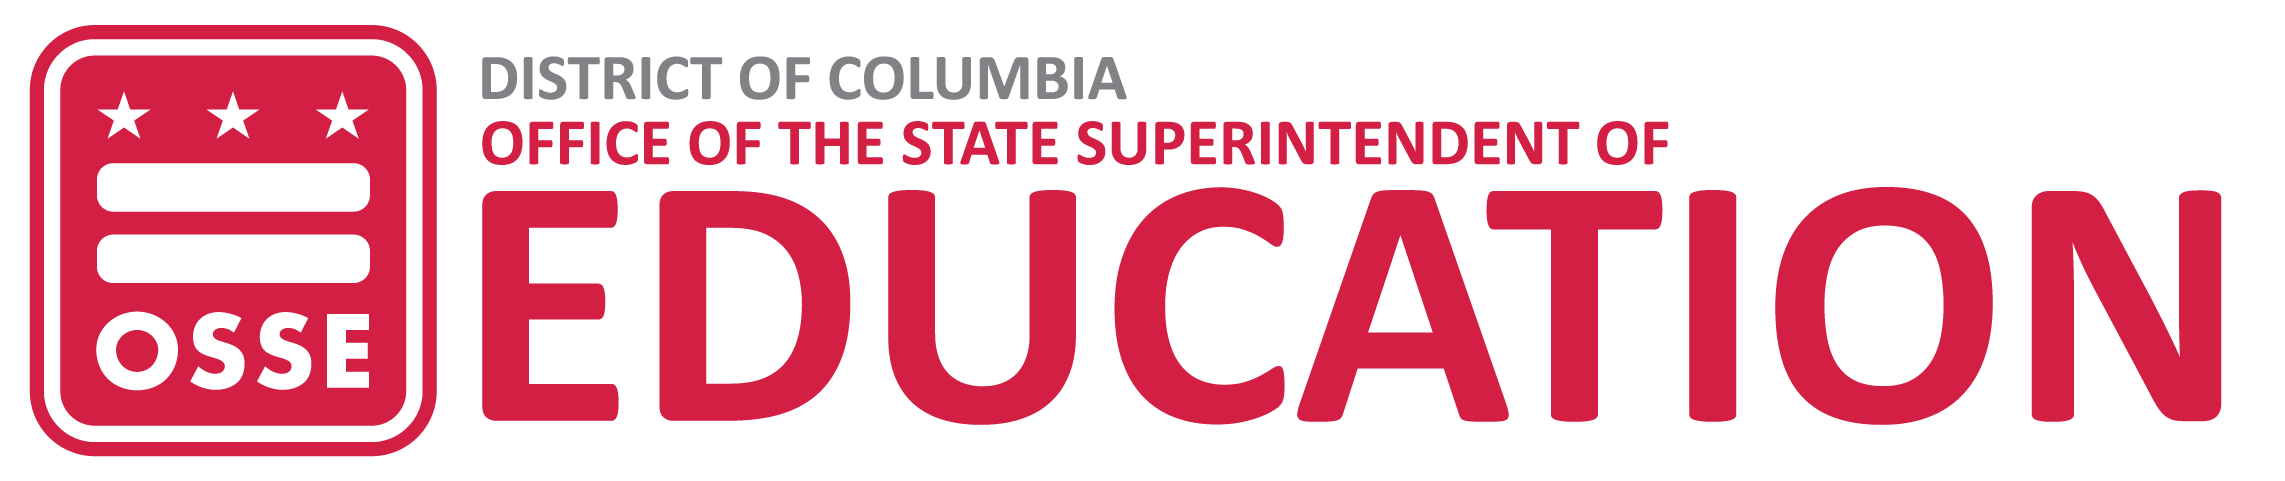 OSSE
DISTRICT OF COLUMBIA
OFFICE OF THE STATE SUPERINTENDENT OF
EDUCATION